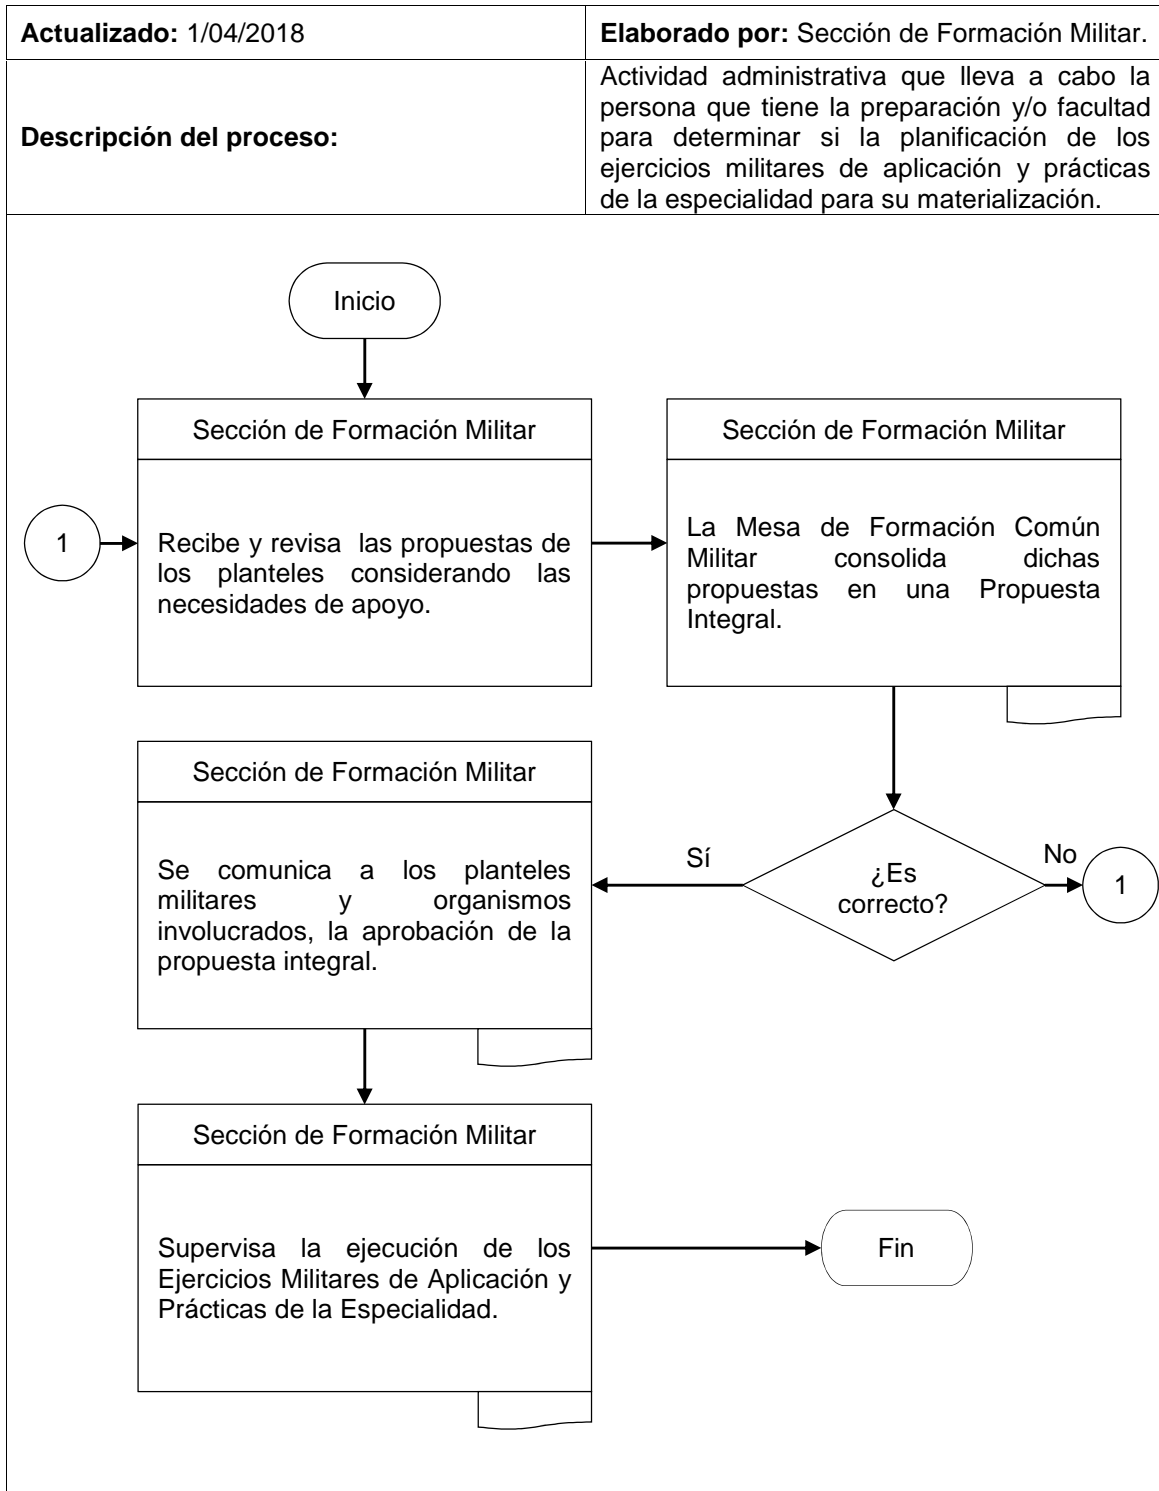 Actualizado: 1/04/2018
Elaborado por: Sección de Formación Militar.
Descripción del proceso:
Actividad administrativa que lleva a cabo la
persona que tiene la preparación y/o facultad
para determinar si la planificación de los
ejercicios militares de aplicación y prácticas
de la especialidad para su materialización.
Inicio
Sección de Formación Militar
1
Recibe y revisa las propuestas de
los planteles considerando las
necesidades de apoyo.
Sección de Formación Militar
La Mesa de Formación Común
Militar consolida dichas
propuestas en una Propuesta
Integral.
¿Es
correcto?
No
1
Sí
Sección de Formación Militar
Se comunica a los planteles
militares y organismos
involucrados, la aprobación de la
propuesta integral.
Sección de Formación Militar
Supervisa la ejecución de los
Ejercicios Militares de Aplicación y
Prácticas de la Especialidad.
Fin